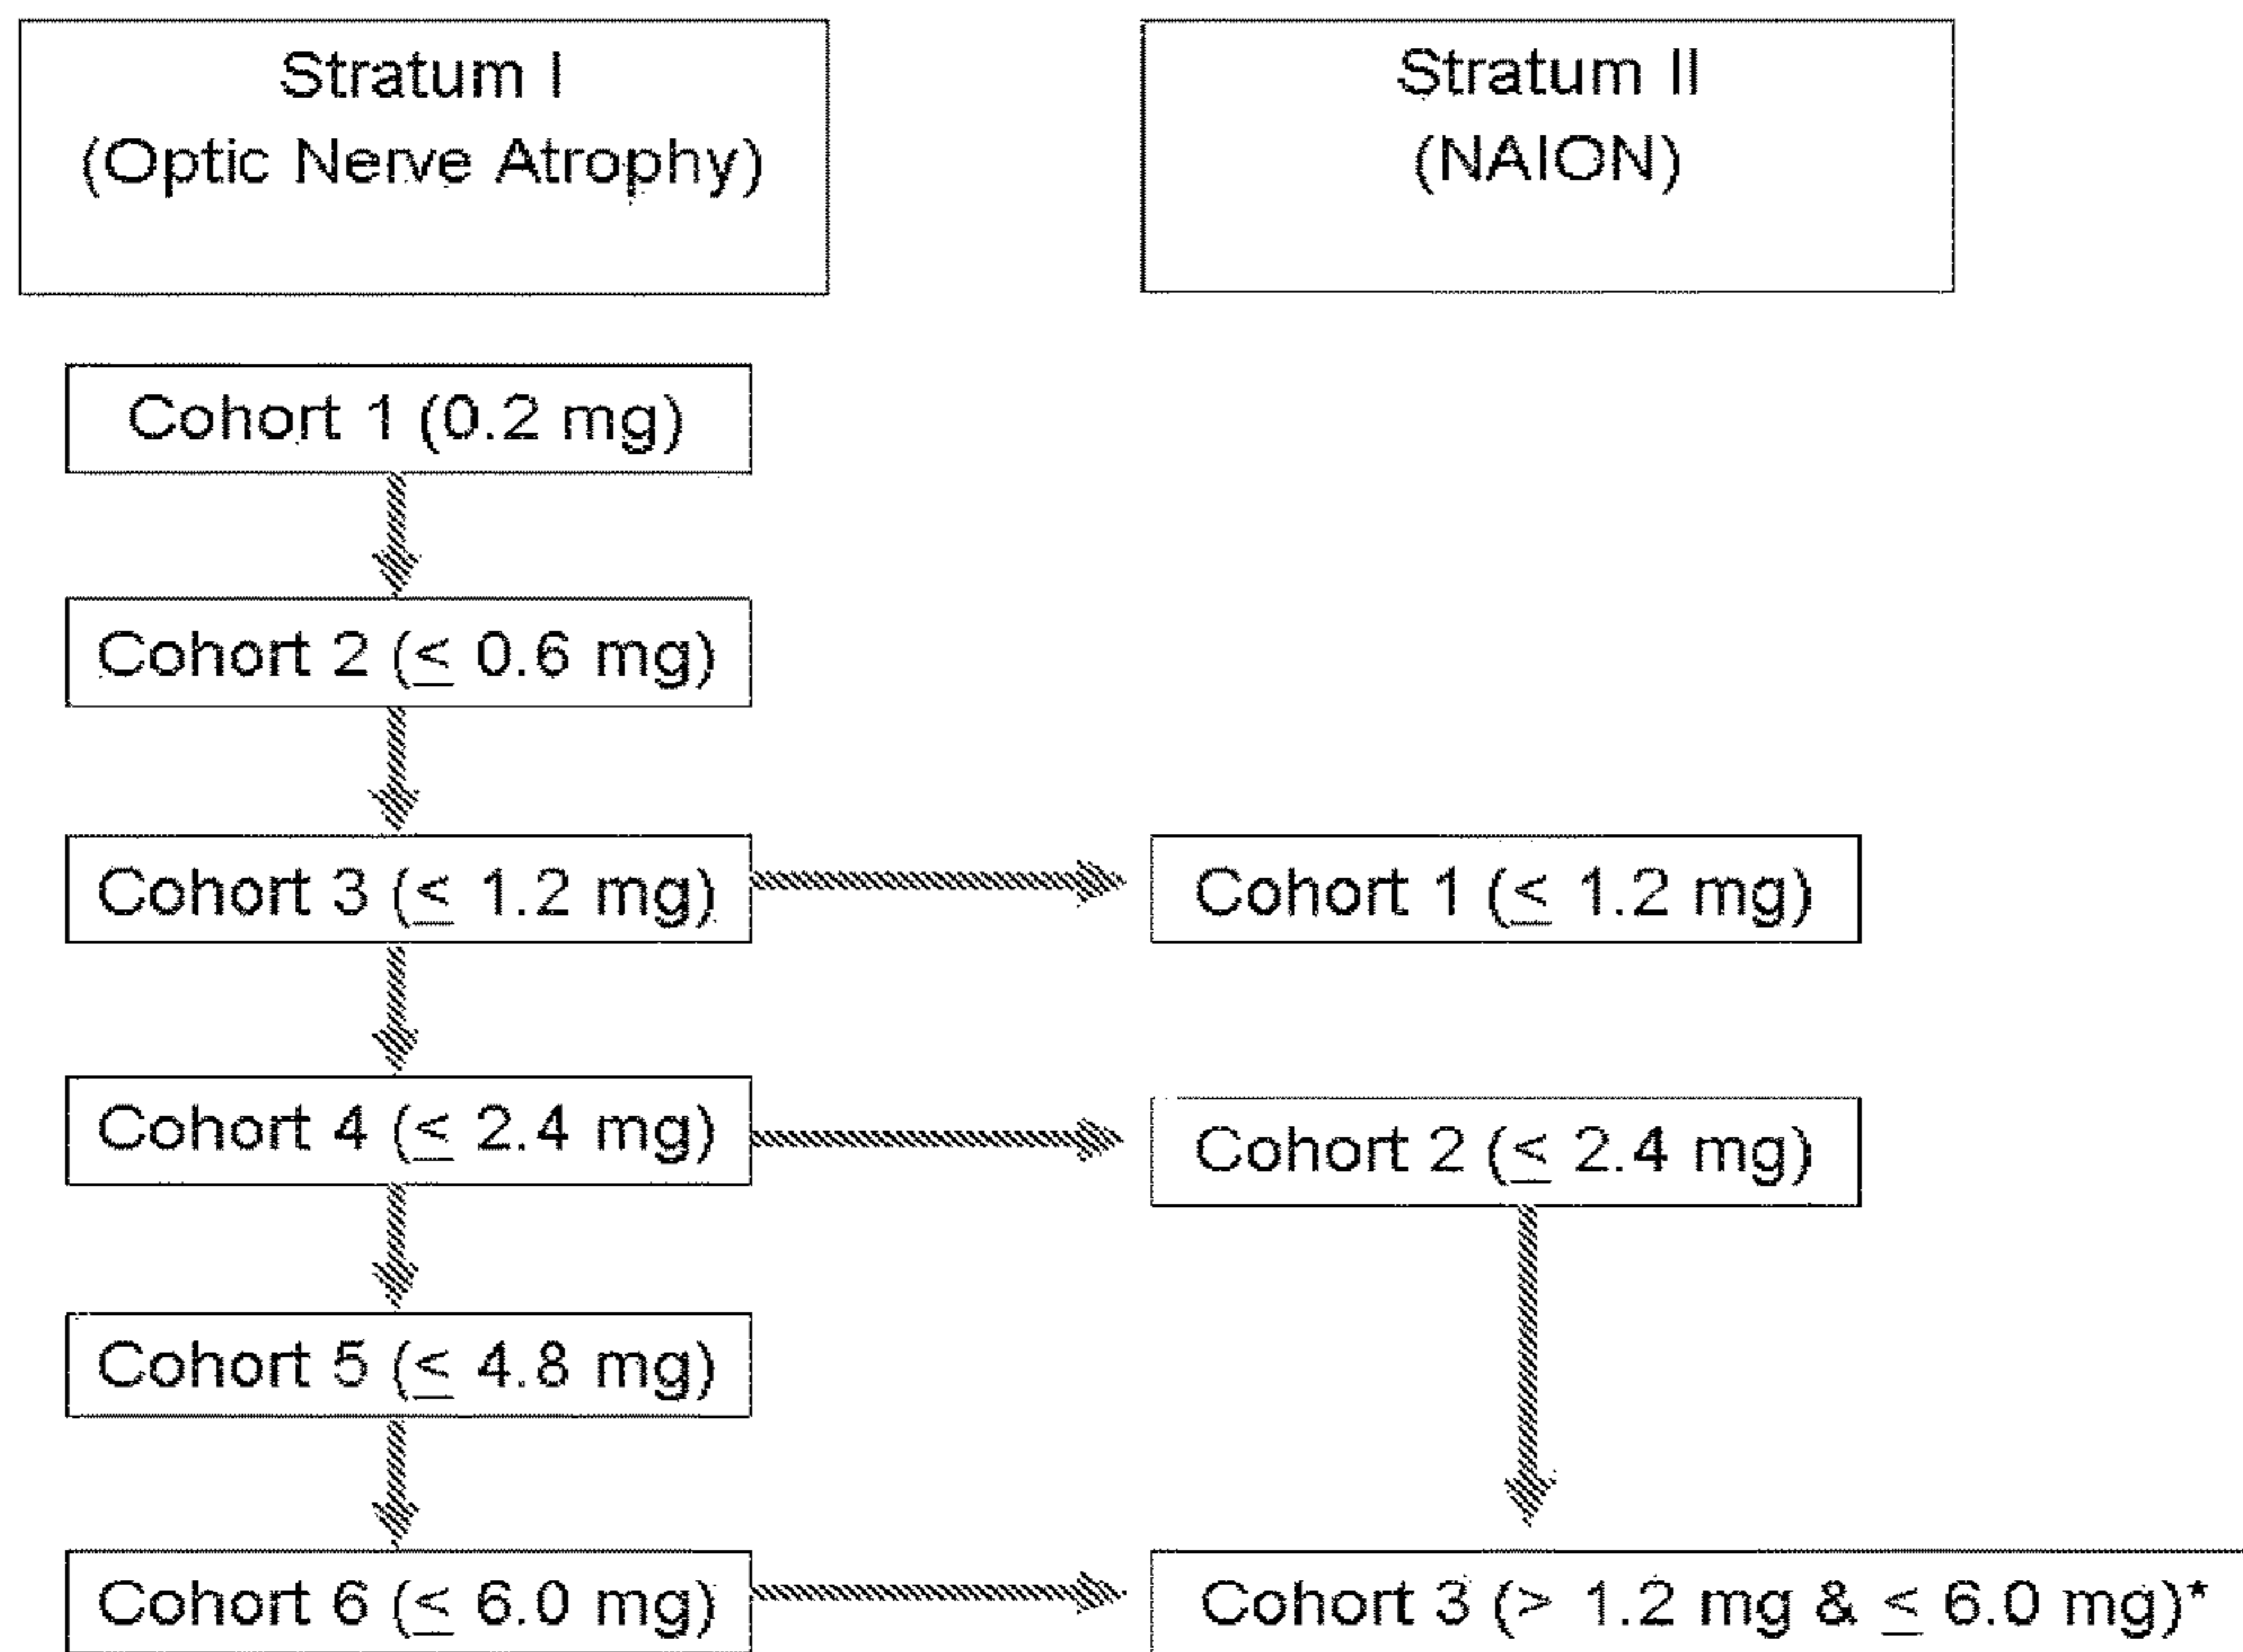 Stratum I
(Optic Nerve Atrophy)
Stratum II
(NAION)
Cohort 1 (0.2 mg)
Cohort 2 (≤ 0.6 mg)
Cohort 3 (≤ 1.2 mg)
Cohort 1 (≤ 1.2 mg)
Cohort 4 (≤ 2.4 mg)
Cohort 2 (≤ 2.4 mg)
Cohort 5 (≤ 4.8 mg)
Cohort 6 (≤ 6.0 mg)
Cohort 3 (> 1.2 mg & ≤ 6.0 mg)*